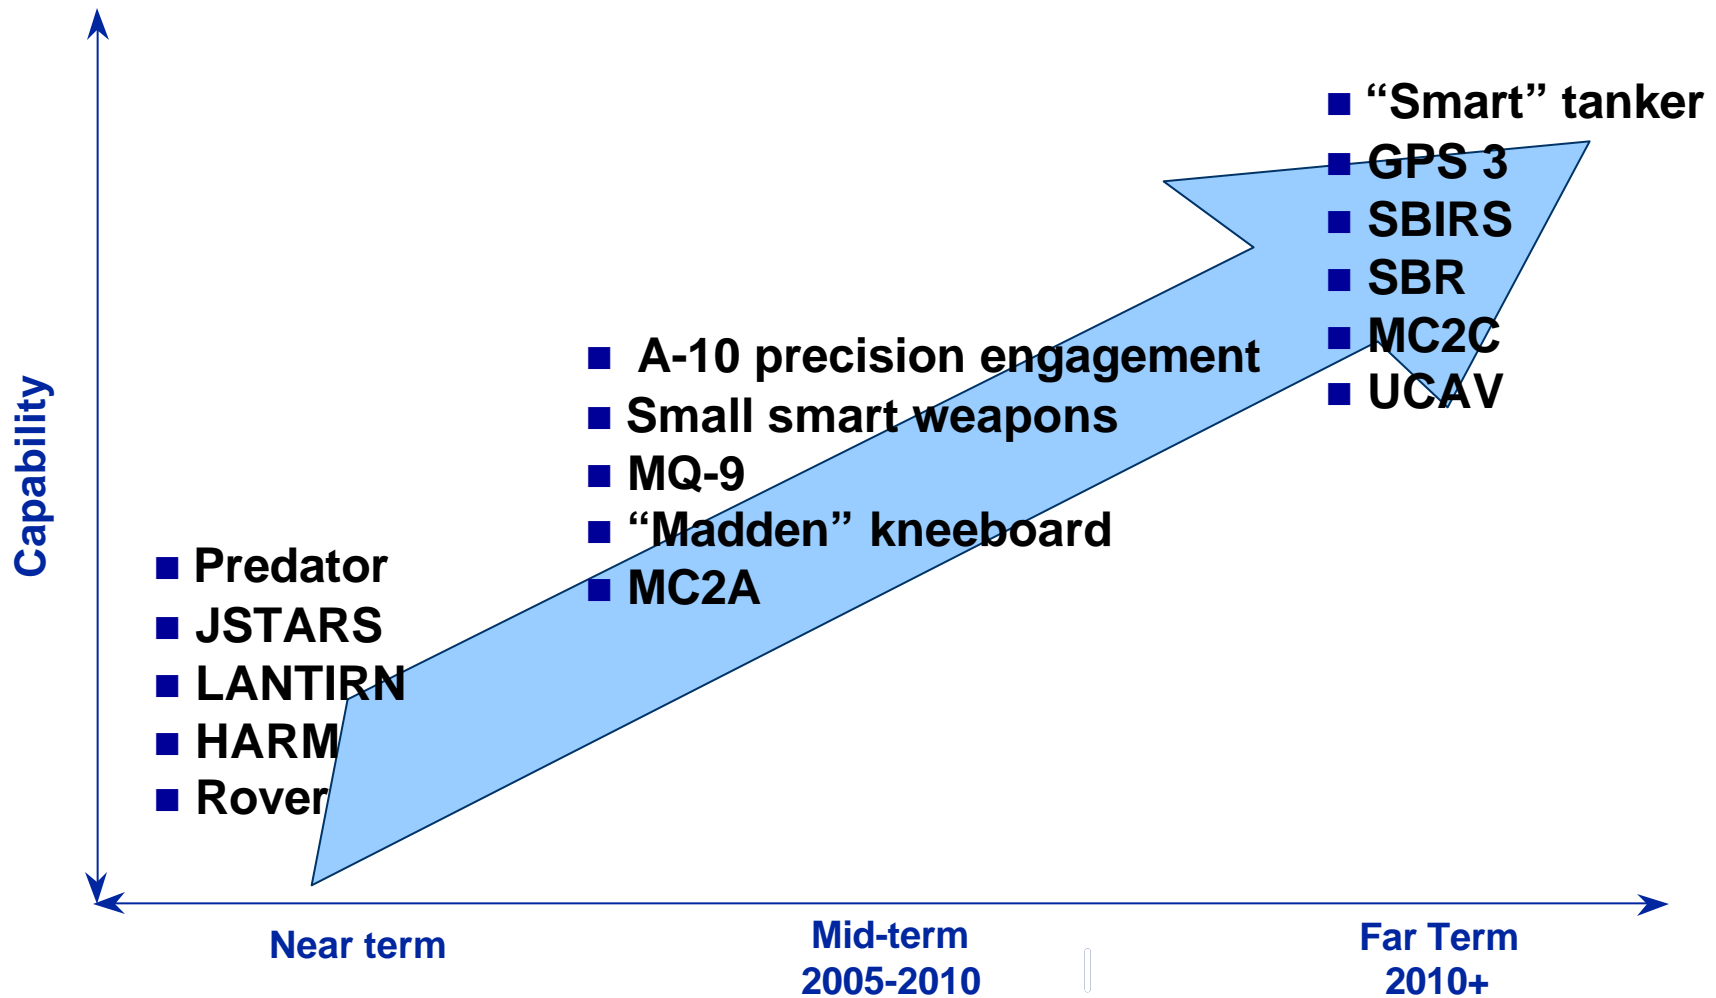 Capability
■ Predator
■ JSTARS
■ LANTIRN
■ HARM
■ Rover
■ A-10 precision engagement
■ Small smart weapons
■ MQ-9
■ “Madden” kneeboard
■ MC2A
■ “Smart” tanker
■ GPS 3
■ SBIRS
■ SBR
■ MC2C
■ UCAV
Near term
Mid-term
2005-2010
Far Term
2010+